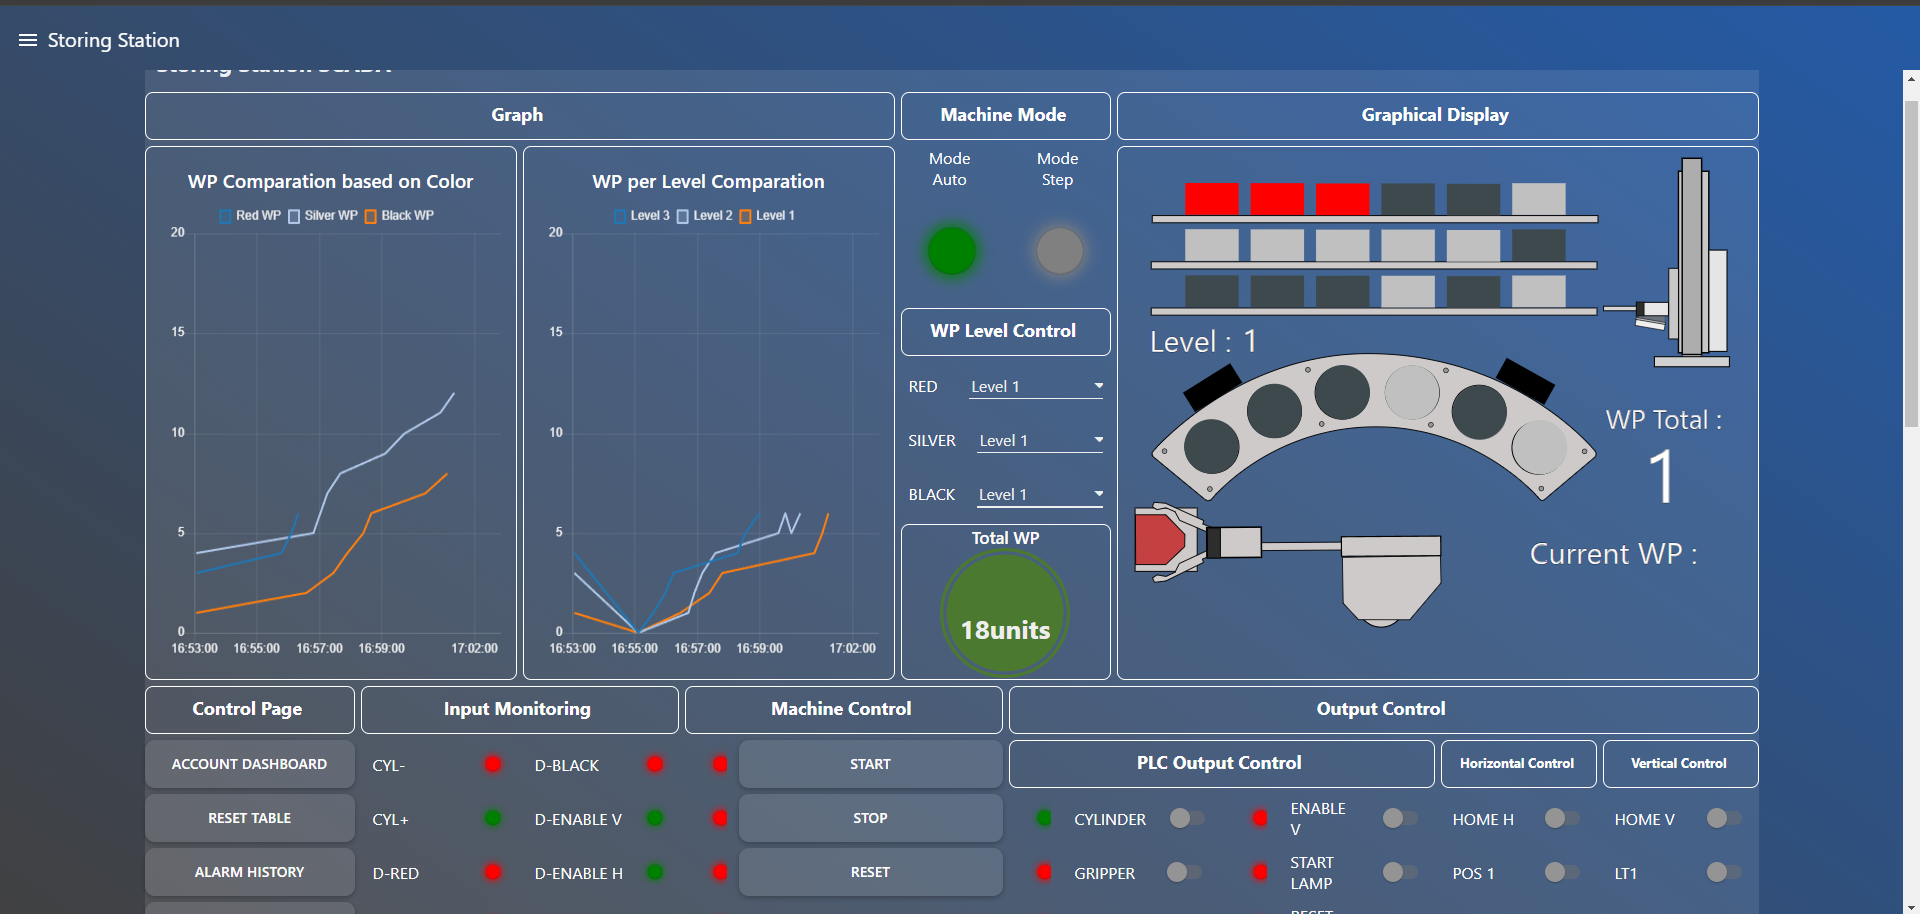 Storing Station
Storing Station SCADA
Graph
Machine Mode
Graphical Display
WP Comparation based on Color
Red WP Silver WP Black WP
20
15
10
5
0
16:53:00 16:55:00 16:57:00 16:59:00 17:02:00
WP per Level Comparation
Level 3 Level 2 Level 1
20
15
10
5
0
16:53:00 16:55:00 16:57:00 16:59:00 17:02:00
Mode
Auto
Mode
Step
WP Level Control
RED Level 1
SILVER Level 1
BLACK Level 1
Total WP
18units
Level : 1
WP Total :
1
Current WP :
Control Page
Input Monitoring
Machine Control
Output Control
ACCOUNT DASHBOARD
RESET TABLE
ALARM HISTORY
CYL-
D-BLACK
CYL+
D-ENABLE V
D-RED
D-ENABLE H
START
STOP
RESET
PLC Output Control
Horizontal Control
Vertical Control
CYLINDER
ENABLE
V
HOME H
HOME V
GRIPPER
START
LAMP
POS 1
LT1
RESET